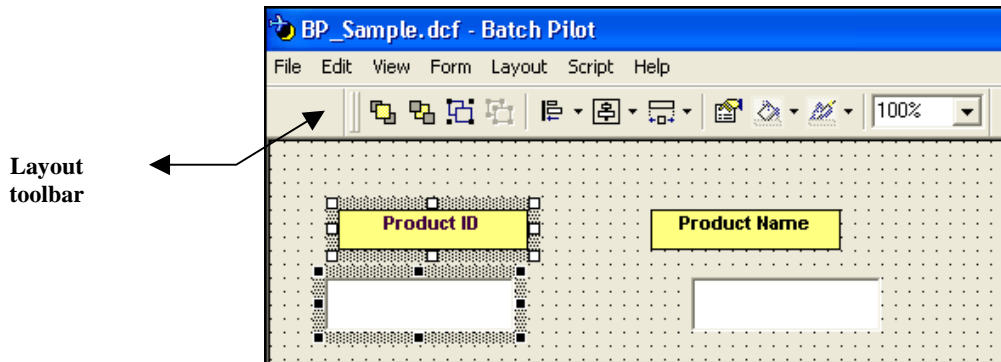 BP_Sample.dcf - Batch Pilot
File Edit View Form Layout Script Help
100%
Layout
toolbar
Product ID Product Name